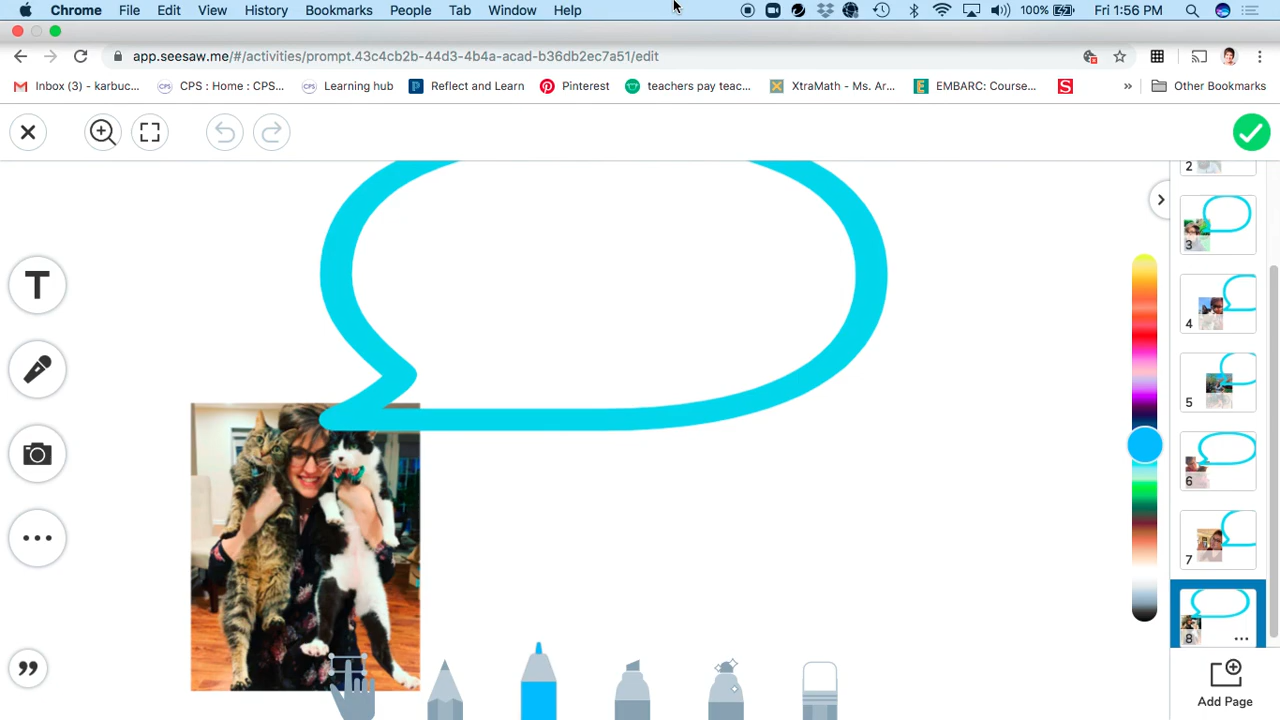 Chrome File Edit View History Bookmarks People Tab Window Help 100% Fri 1:56 PM
app.seesaw.me/#/activities/prompt.43c4cb2b-44d3-4b4a-acad-b36db2ec7a51/edit
Inbox (3) - karbuc... CPS : Home : CPS... Learning hub Reflect and Learn Pinterest teachers pay teac... XtraMath - Ms. Ar... EMBARC: Course... » Other Bookmarks
2
3
T
4
5
6
7
8
Add Page